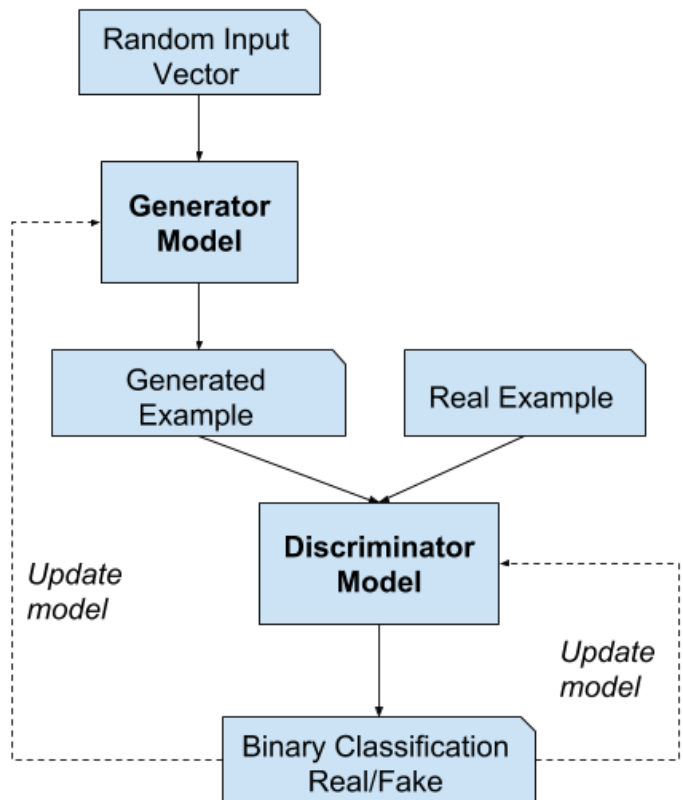 Random Input
Vector
Generator
Model
Generated
Example
Real Example
Discriminator
Model
Update
model
Update
model
Binary Classification
Real/Fake